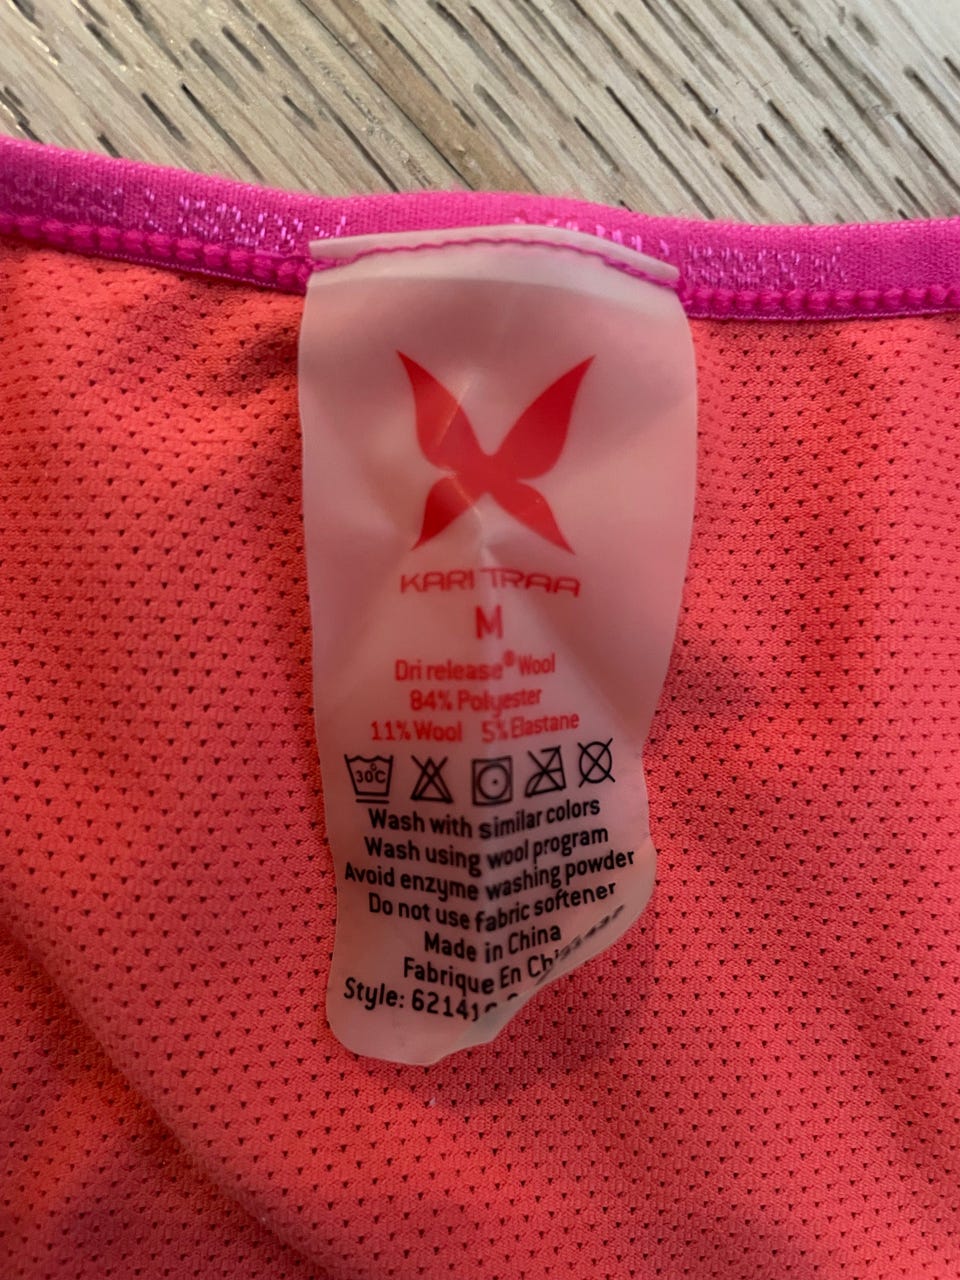 KARI TRAA
M
Dri release® Wool
84% Polyester
11% Wool 5% Elastane
30°C
Wash with similar colors
Wash using wool program
Avoid enzyme washing powder
Do not use fabric softener
Made in China
Fabrique En
Style: